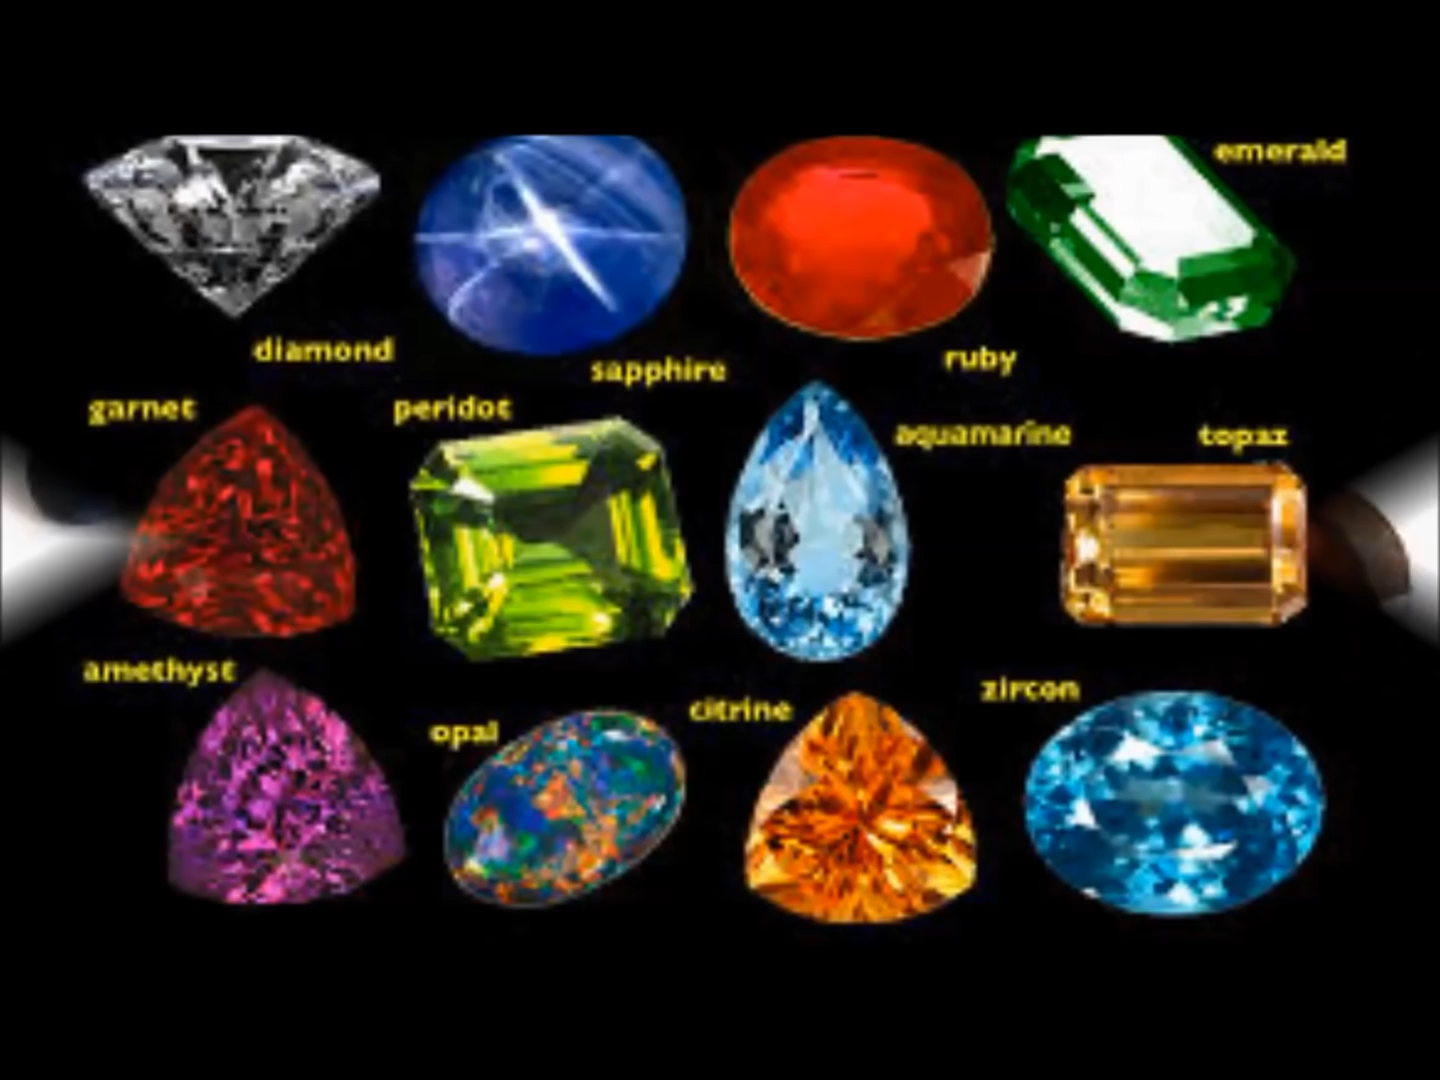 emerald
diamond
sapphire
ruby
garnet
peridot
aquamarine
topaz
amethyst
opal
citrine
zircon